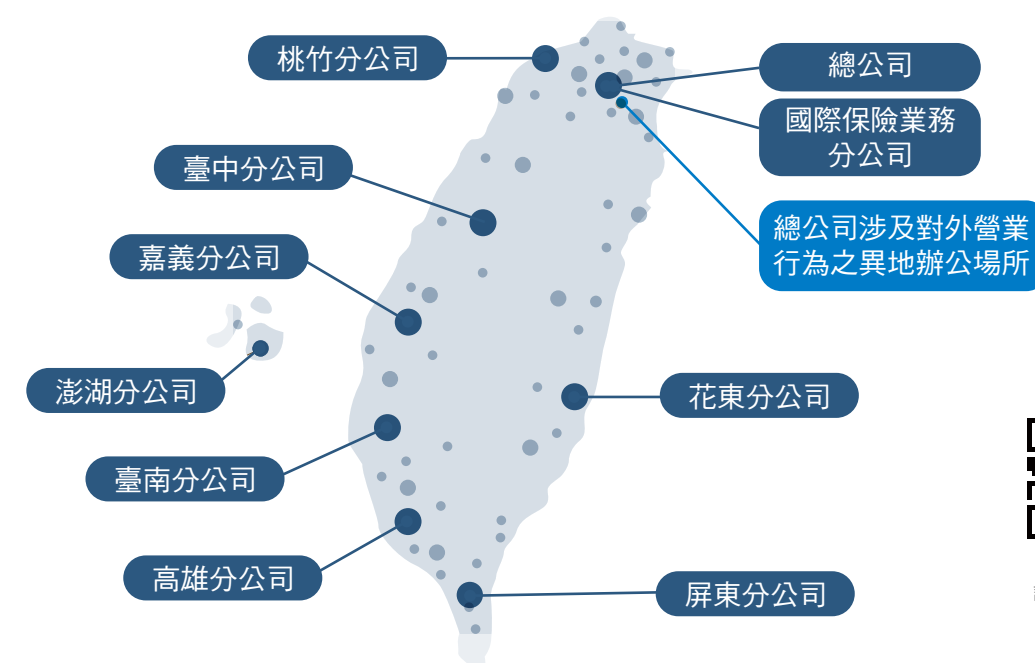 桃竹分公司
總公司
國際保險業務
分公司
臺中分公司
總公司涉及對外營業
行為之異地辦公場所
嘉義分公司
澎湖分公司
花東分公司
臺南分公司
高雄分公司
屏東分公司